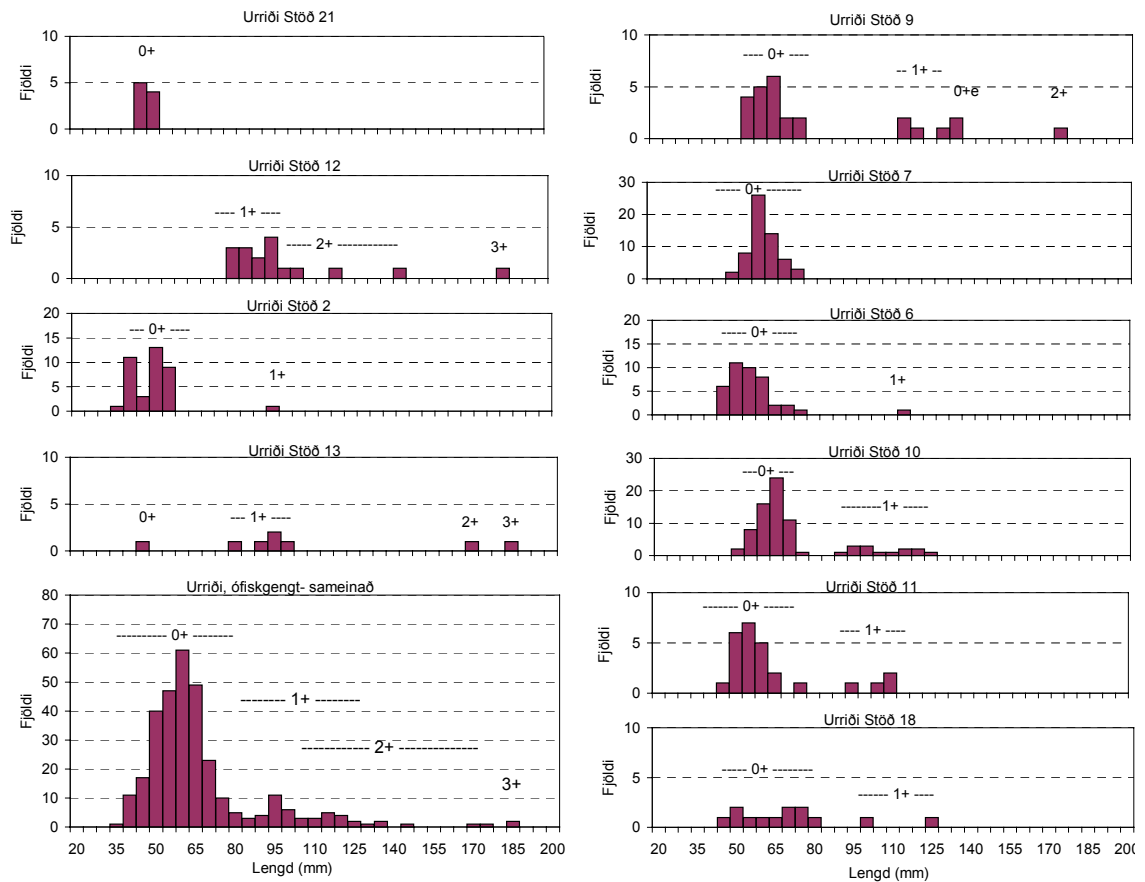 Urriði Stöð 21
Fjöldi
10
5
0
0+
Urriði Stöð 12
Fjöldi
10
5
0
---- 1+ ----
----- 2+ ------------
3+
Urriði Stöð 2
Fjöldi
20
15
10
5
0
--- 0+ ----
1+
Urriði Stöð 13
Fjöldi
10
5
0
0+
-- 1+ ----
2+
3+
Urriði, ófiskgengt- sameinað
Fjöldi
80
70
60
50
40
30
20
10
0
---------- 0+ --------
-------- 1+ ------------
------------- 2+ ---------------
3+
20 35 50 65 80 95 110 125 140 155 170 185 200
Lengd (mm)
Urriði Stöð 9
Fjöldi
10
5
0
---- 0+ ----
-- 1+ --
0+e
2+
Urriði Stöð 7
Fjöldi
30
20
10
0
----- 0+ -------
Urriði Stöð 6
Fjöldi
20
15
10
5
0
----- 0+ -----
1+
Urriði Stöð 10
Fjöldi
30
20
10
0
---0+ ---
---------1+ -----
Urriði Stöð 11
Fjöldi
10
5
0
------- 0+ ------
---- 1+ ----
Urriði Stöð 18
Fjöldi
10
5
0
----- 0+ --------
------ 1+ ----
20 35 50 65 80 95 110 125 140 155 170 185 200
Lengd (mm)